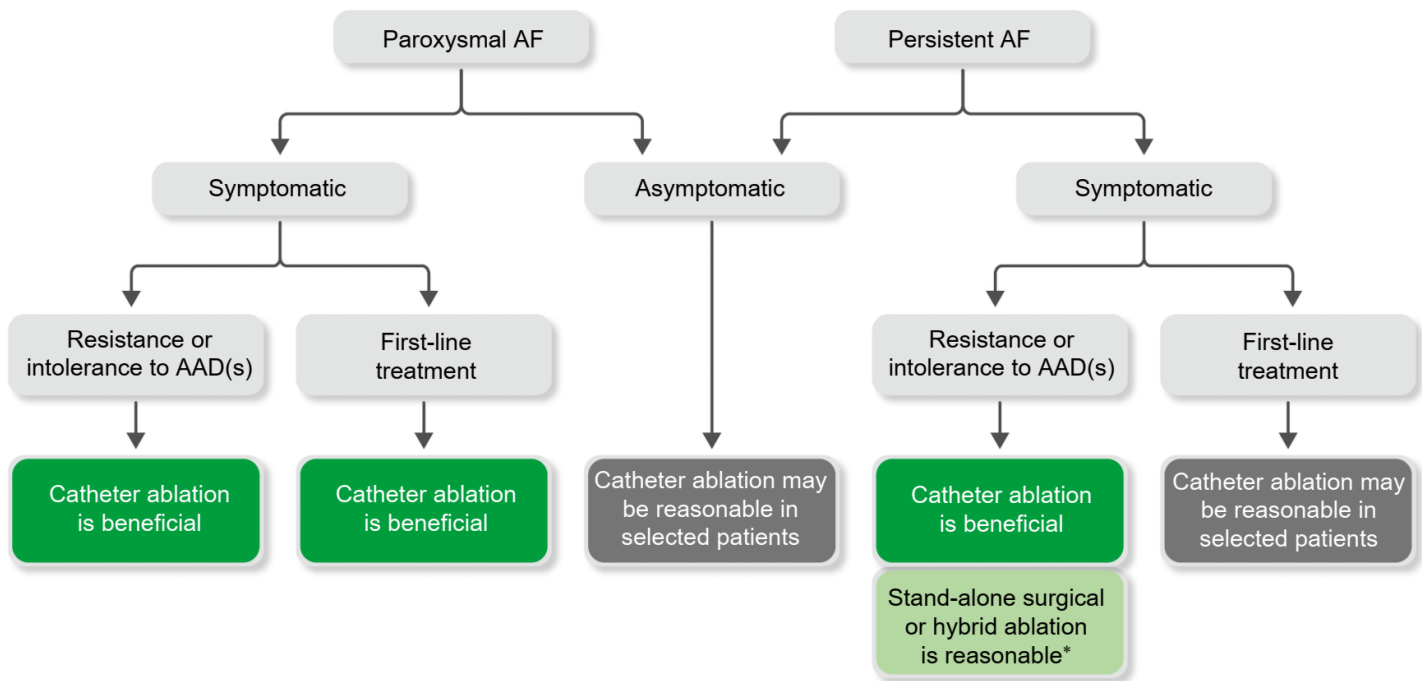 Paroxysmal AF
Persistent AF
Symptomatic
Asymptomatic
Symptomatic
Resistance or
intolerance to AAD(s)
First-line
treatment
Resistance or
intolerance to AAD(s)
First-line
treatment
Catheter ablation
is beneficial
Catheter ablation
is beneficial
Catheter ablation may
be reasonable in
selected patients
Catheter ablation
is beneficial
Catheter ablation may
be reasonable in
selected patients
Stand-alone surgical
or hybrid ablation
is reasonable*